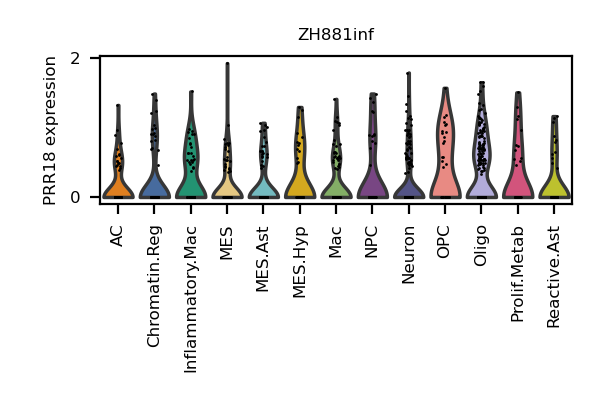 ZH881inf
PRR18 expression
2
0
AC
Chromatin.Reg
Inflammatory.Mac
MES
MES.Ast
MES.Hyp
Mac
NPC
Neuron
OPC
Oligo
Prolif.Metab
Reactive.Ast